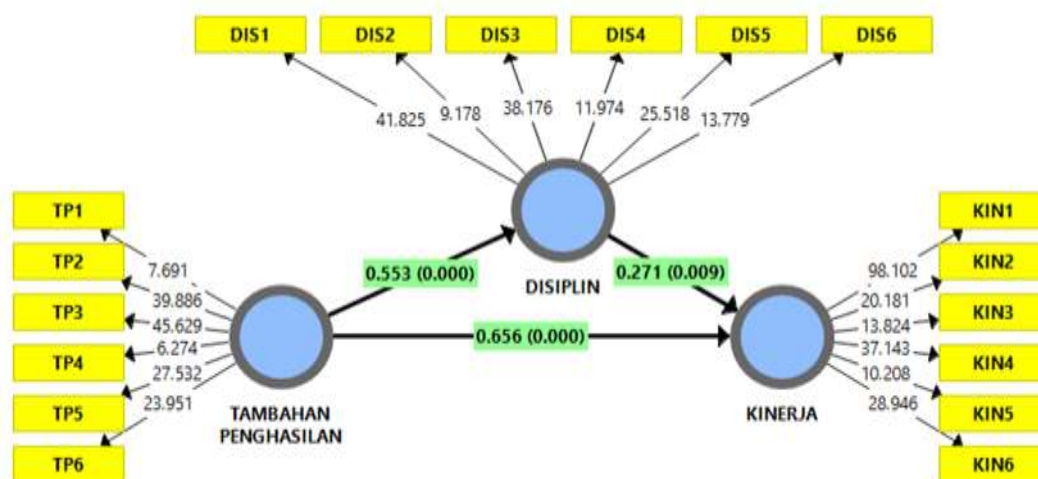 DIS1 DIS2 DIS3 DIS4 DIS5 DIS6
41.825 9.178 38.176 11.974 25.518 13.779
TP1
TP2
TP3
TP4
TP5
TP6
7.691
39.886
45.629
6.274
27.532
23.951
TAMBAHAN
PENGHASILAN
0.553 (0.000)
DISIPLIN
0.271 (0.009)
0.656 (0.000)
KINERJA
98.102
20.181
13.824
37.143
10.208
28.946
KIN1
KIN2
KIN3
KIN4
KIN5
KIN6